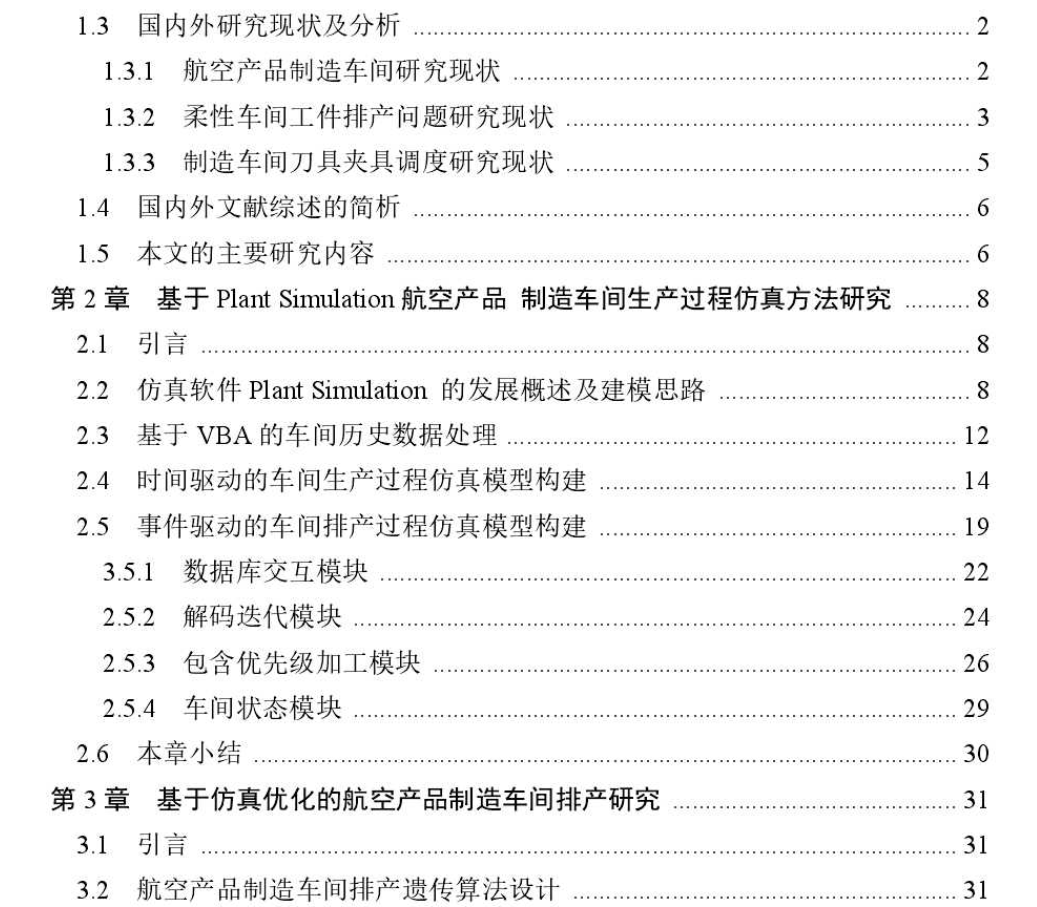 1.3 国内外研究现状及分析 ........ 2
1.3.1 航空产品制造车间研究现状 ........ 2
1.3.2 柔性车间工件排产问题研究现状 ........ 3
1.3.3 制造车间刀具夹具调度研究现状 ........ 5
1.4 国内外文献综述的简析 ........ 6
1.5 本文的主要研究内容 ........ 6
第 2 章 基于 Plant Simulation 航空产品 制造车间生产过程仿真方法研究 ........ 8
2.1 引言 ........ 8
2.2 仿真软件 Plant Simulation 的发展概述及建模思路 ........ 8
2.3 基于 VBA 的车间历史数据处理 ........ 12
2.4 时间驱动的车间生产过程仿真模型构建 ........ 14
2.5 事件驱动的车间排产过程仿真模型构建 ........ 19
3.5.1 数据库交互模块 ........ 22
2.5.2 解码迭代模块 ........ 24
2.5.3 包含优先级加工模块 ........ 26
2.5.4 车间状态模块 ........ 29
2.6 本章小结 ........ 30
第 3 章 基于仿真优化的航空产品制造车间排产研究 ........ 31
3.1 引言 ........ 31
3.2 航空产品制造车间排产遗传算法设计 ........ 31